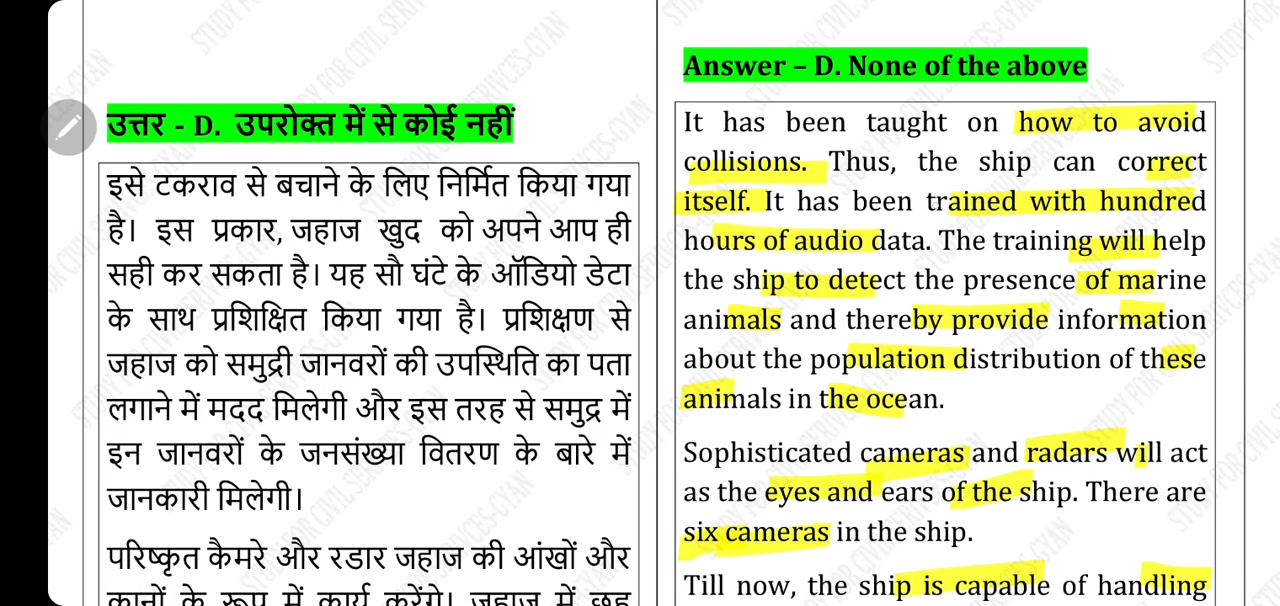 उत्तर - D. उपरोक्त में से कोई नहीं
इसे टकराव से बचाने के लिए निर्मित किया गया
है। इस प्रकार, जहाज खुद को अपने आप ही
सही कर सकता है। यह सौ घंटे के ऑडियो डेटा
के साथ प्रशिक्षित किया गया है। प्रशिक्षण से
जहाज को समुद्री जानवरों की उपस्थिति का पता
लगाने में मदद मिलेगी और इस तरह से समुद्र में
इन जानवरों के जनसंख्या वितरण के बारे में
जानकारी मिलेगी।
परिष्कृत कैमरे और रडार जहाज की आंखों और
कानों के रूप में कार्य करेंगे। जहाज में छह
Answer – D. None of the above
It has been taught on how to avoid
collisions. Thus, the ship can correct
itself. It has been trained with hundred
hours of audio data. The training will help
the ship to detect the presence of marine
animals and thereby provide information
about the population distribution of these
animals in the ocean.
Sophisticated cameras and radars will act
as the eyes and ears of the ship. There are
six cameras in the ship.
Till now, the ship is capable of handling